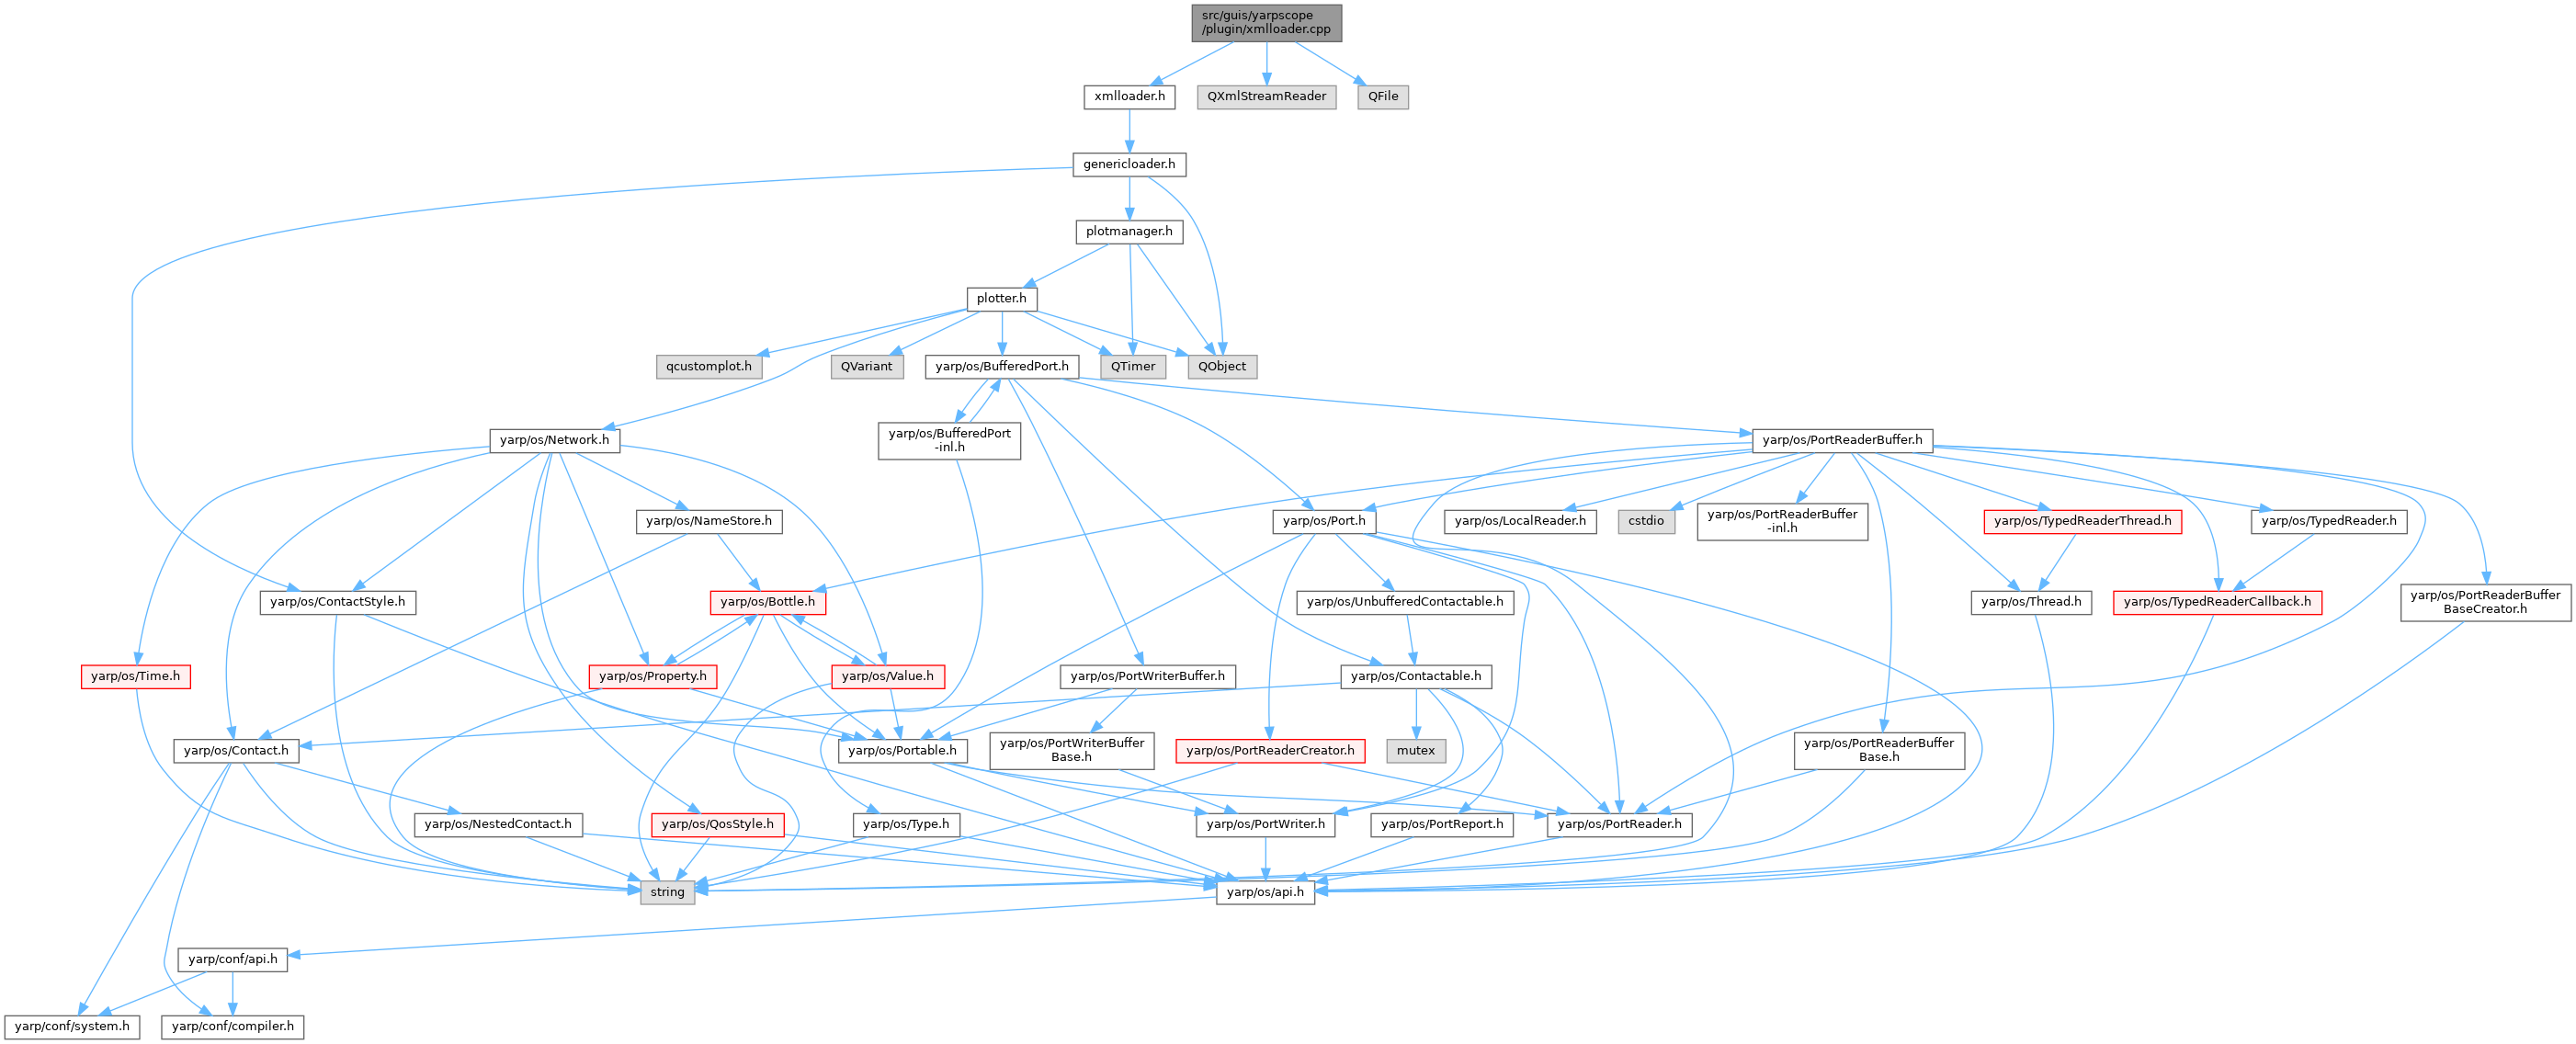 src/guis/yarpscope
/plugin/xmlloader.cpp
xmlloader.h
QXmlStreamReader
QFile
genericloader.h
plotmanager.h
plotter.h
qcustomplot.h
QVariant
yarp/os/BufferedPort.h
QTimer
QObject
yarp/os/Network.h
yarp/os/BufferedPort
-inl.h
yarp/os/PortReaderBuffer.h
yarp/os/NameStore.h
yarp/os/Port.h
yarp/os/LocalReader.h
cstdio
yarp/os/PortReaderBuffer
-inl.h
yarp/os/TypedReaderThread.h
yarp/os/TypedReader.h
yarp/os/ContactStyle.h
yarp/os/Bottle.h
yarp/os/UnbufferedContactable.h
yarp/os/Thread.h
yarp/os/TypedReaderCallback.h
yarp/os/PortReaderBuffer
BaseCreator.h
yarp/os/Time.h
yarp/os/Property.h
yarp/os/Value.h
yarp/os/PortWriterBuffer.h
yarp/os/Contactable.h
yarp/os/Contact.h
yarp/os/Portable.h
yarp/os/PortWriterBuffer
Base.h
yarp/os/PortReaderCreator.h
mutex
yarp/os/PortReaderBuffer
Base.h
yarp/os/NestedContact.h
yarp/os/QosStyle.h
yarp/os/Type.h
yarp/os/PortWriter.h
yarp/os/PortReport.h
yarp/os/PortReader.h
string
yarp/os/api.h
yarp/conf/api.h
yarp/conf/system.h
yarp/conf/compiler.h